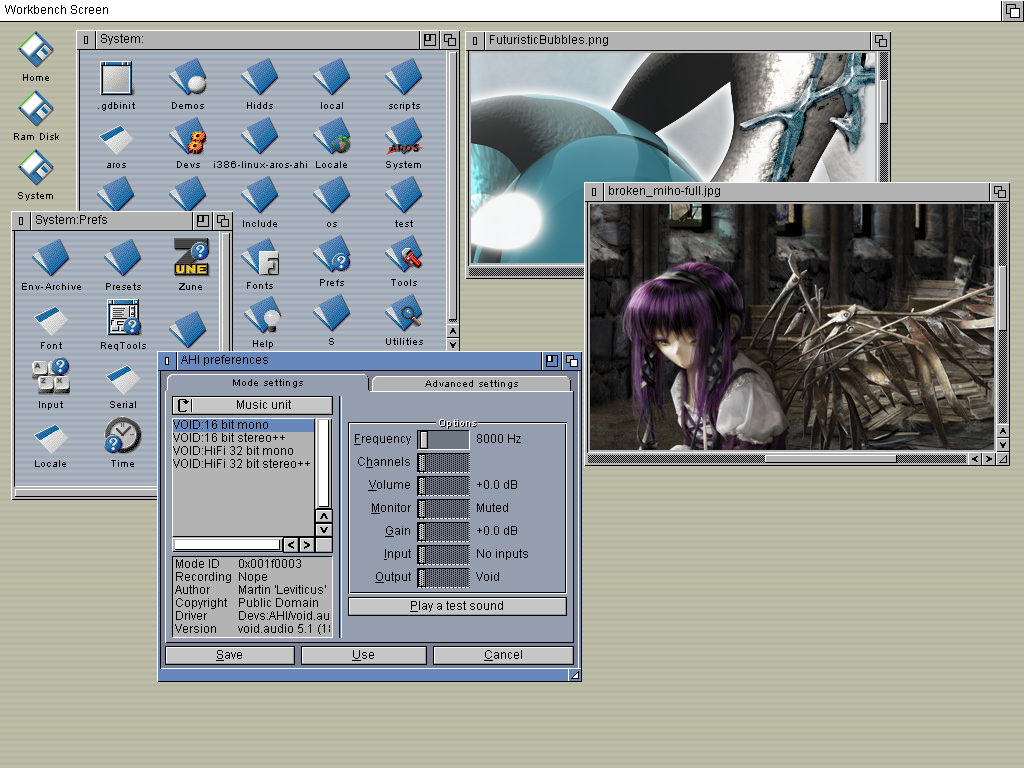 Workbench Screen
Home
Ram Disk
System
System:
.gdbinit
Demos
Hidds
local
scripts
aros
Devs
i386-linux-aros-ahi
Locale
AROS
System
Include
os
test
Fonts
Prefs
Tools
Help
S
Utilities
System:Prefs
Env-Archive
Presets
ZUNE
Zune
Font
ReqTools
A
Z X
Input
Serial
Locale
Time
FuturisticBubbles.png
broken_miho-full.jpg
AHI preferences
Mode settings
Advanced settings
Music unit
VOID:16 bit mono
VOID:16 bit stereo++
VOID:HiFi 32 bit mono
VOID:HiFi 32 bit stereo++
Mode ID 0x001f0003
Recording Nope
Author Martin 'Leviticus'
Copyright Public Domain
Driver Devs:AHI/void.au
Version void.audio 5.1 (18
Options
Frequency 8000 Hz
Channels
Volume +0.0 dB
Monitor Muted
Gain +0.0 dB
Input No inputs
Output Void
Play a test sound
Save
Use
Cancel